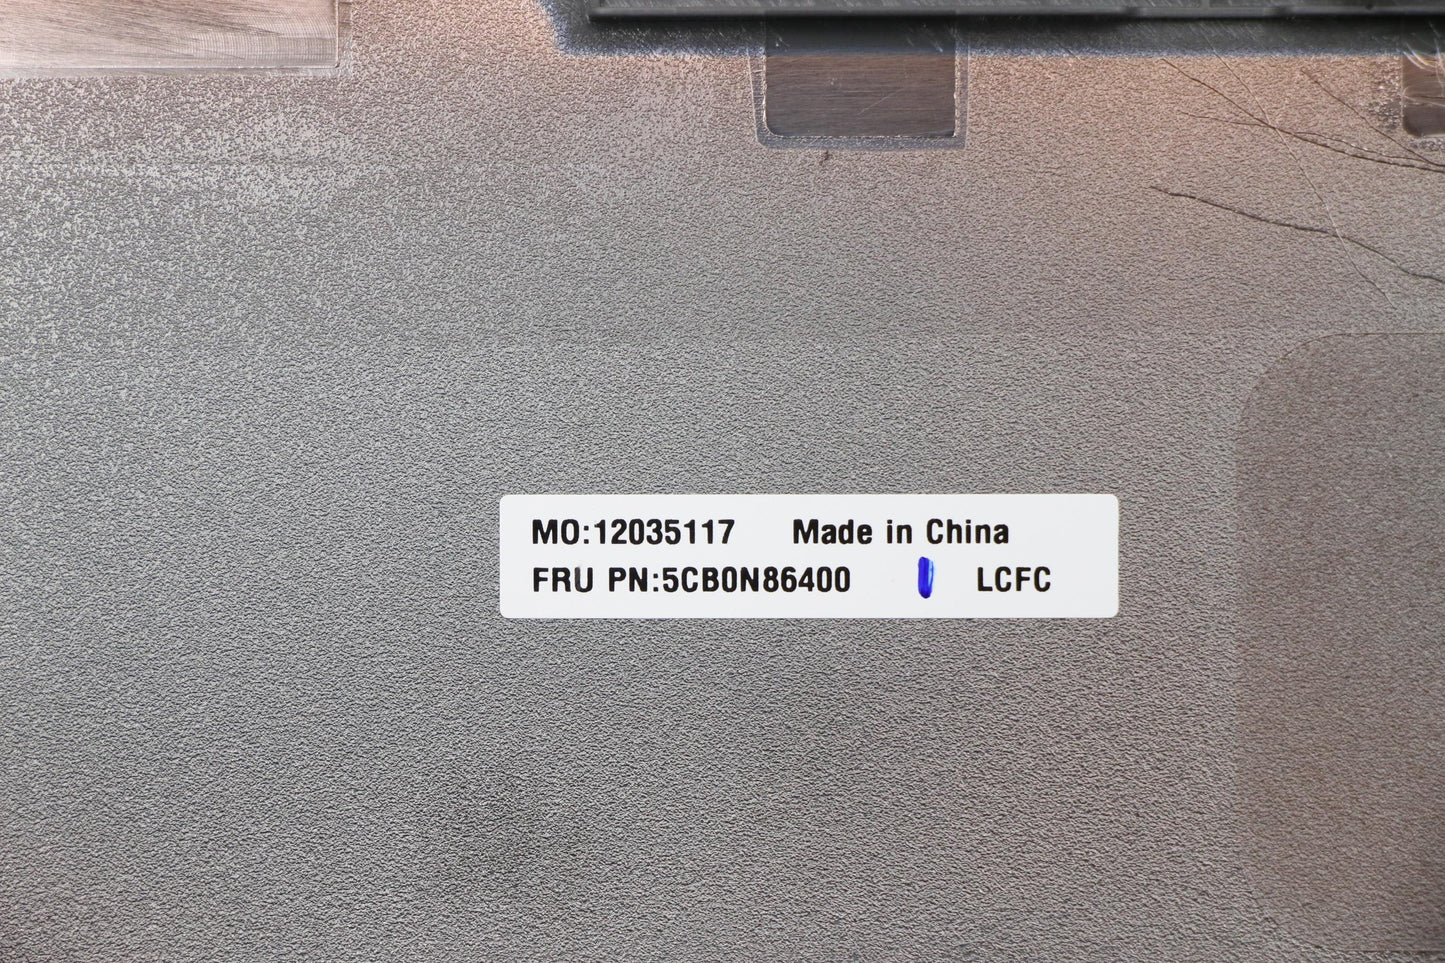 MO:12035117 Made in China
FRU PN:5CB0N86400 LCFC